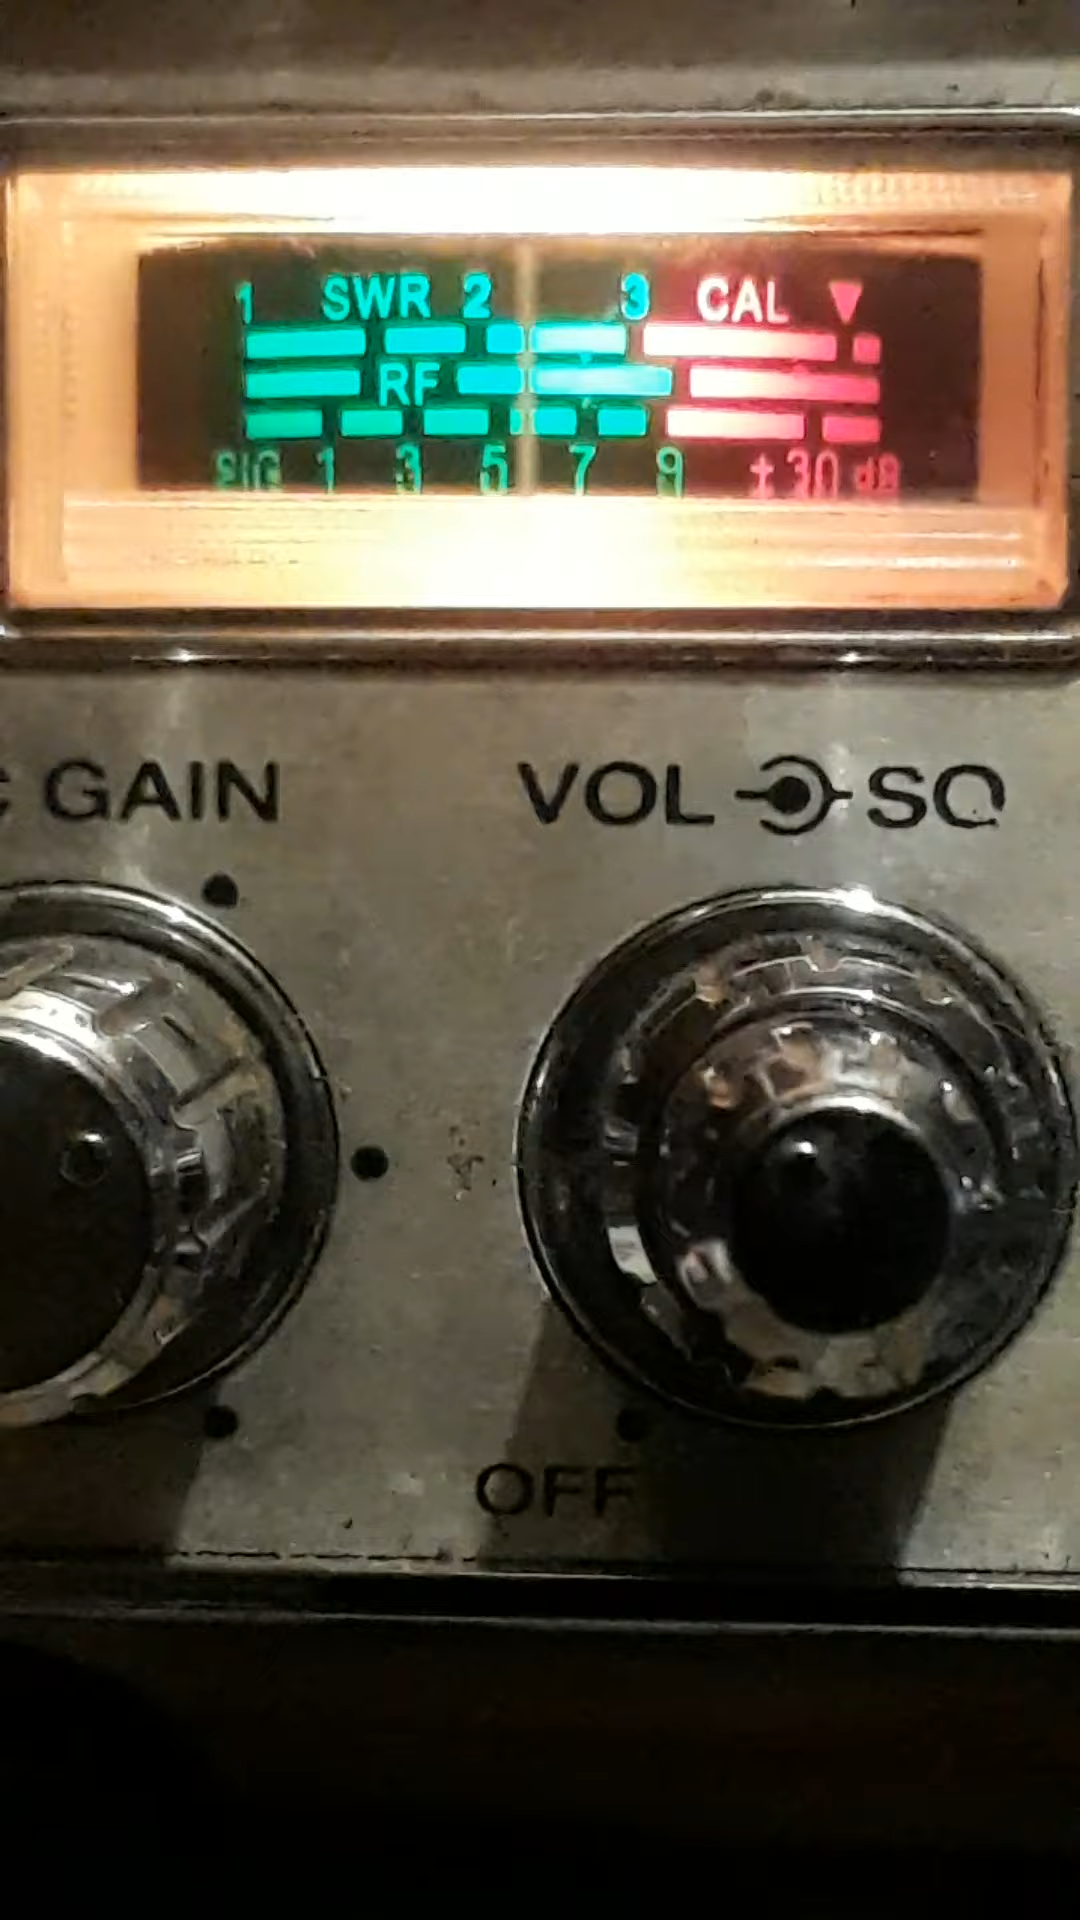 1 SWR 2 3 CAL
RF
SIG 1 3 5 7 9 ±30 dB
GAIN VOL SQ
OFF